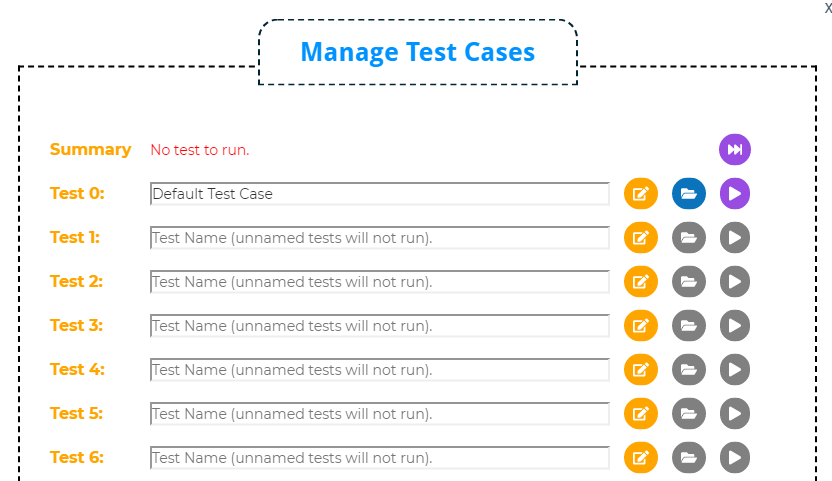 X
Manage Test Cases
Summary No test to run.
Test 0: Default Test Case
Test 1: Test Name (unnamed tests will not run).
Test 2: Test Name (unnamed tests will not run).
Test 3: Test Name (unnamed tests will not run).
Test 4: Test Name (unnamed tests will not run).
Test 5: Test Name (unnamed tests will not run).
Test 6: Test Name (unnamed tests will not run).